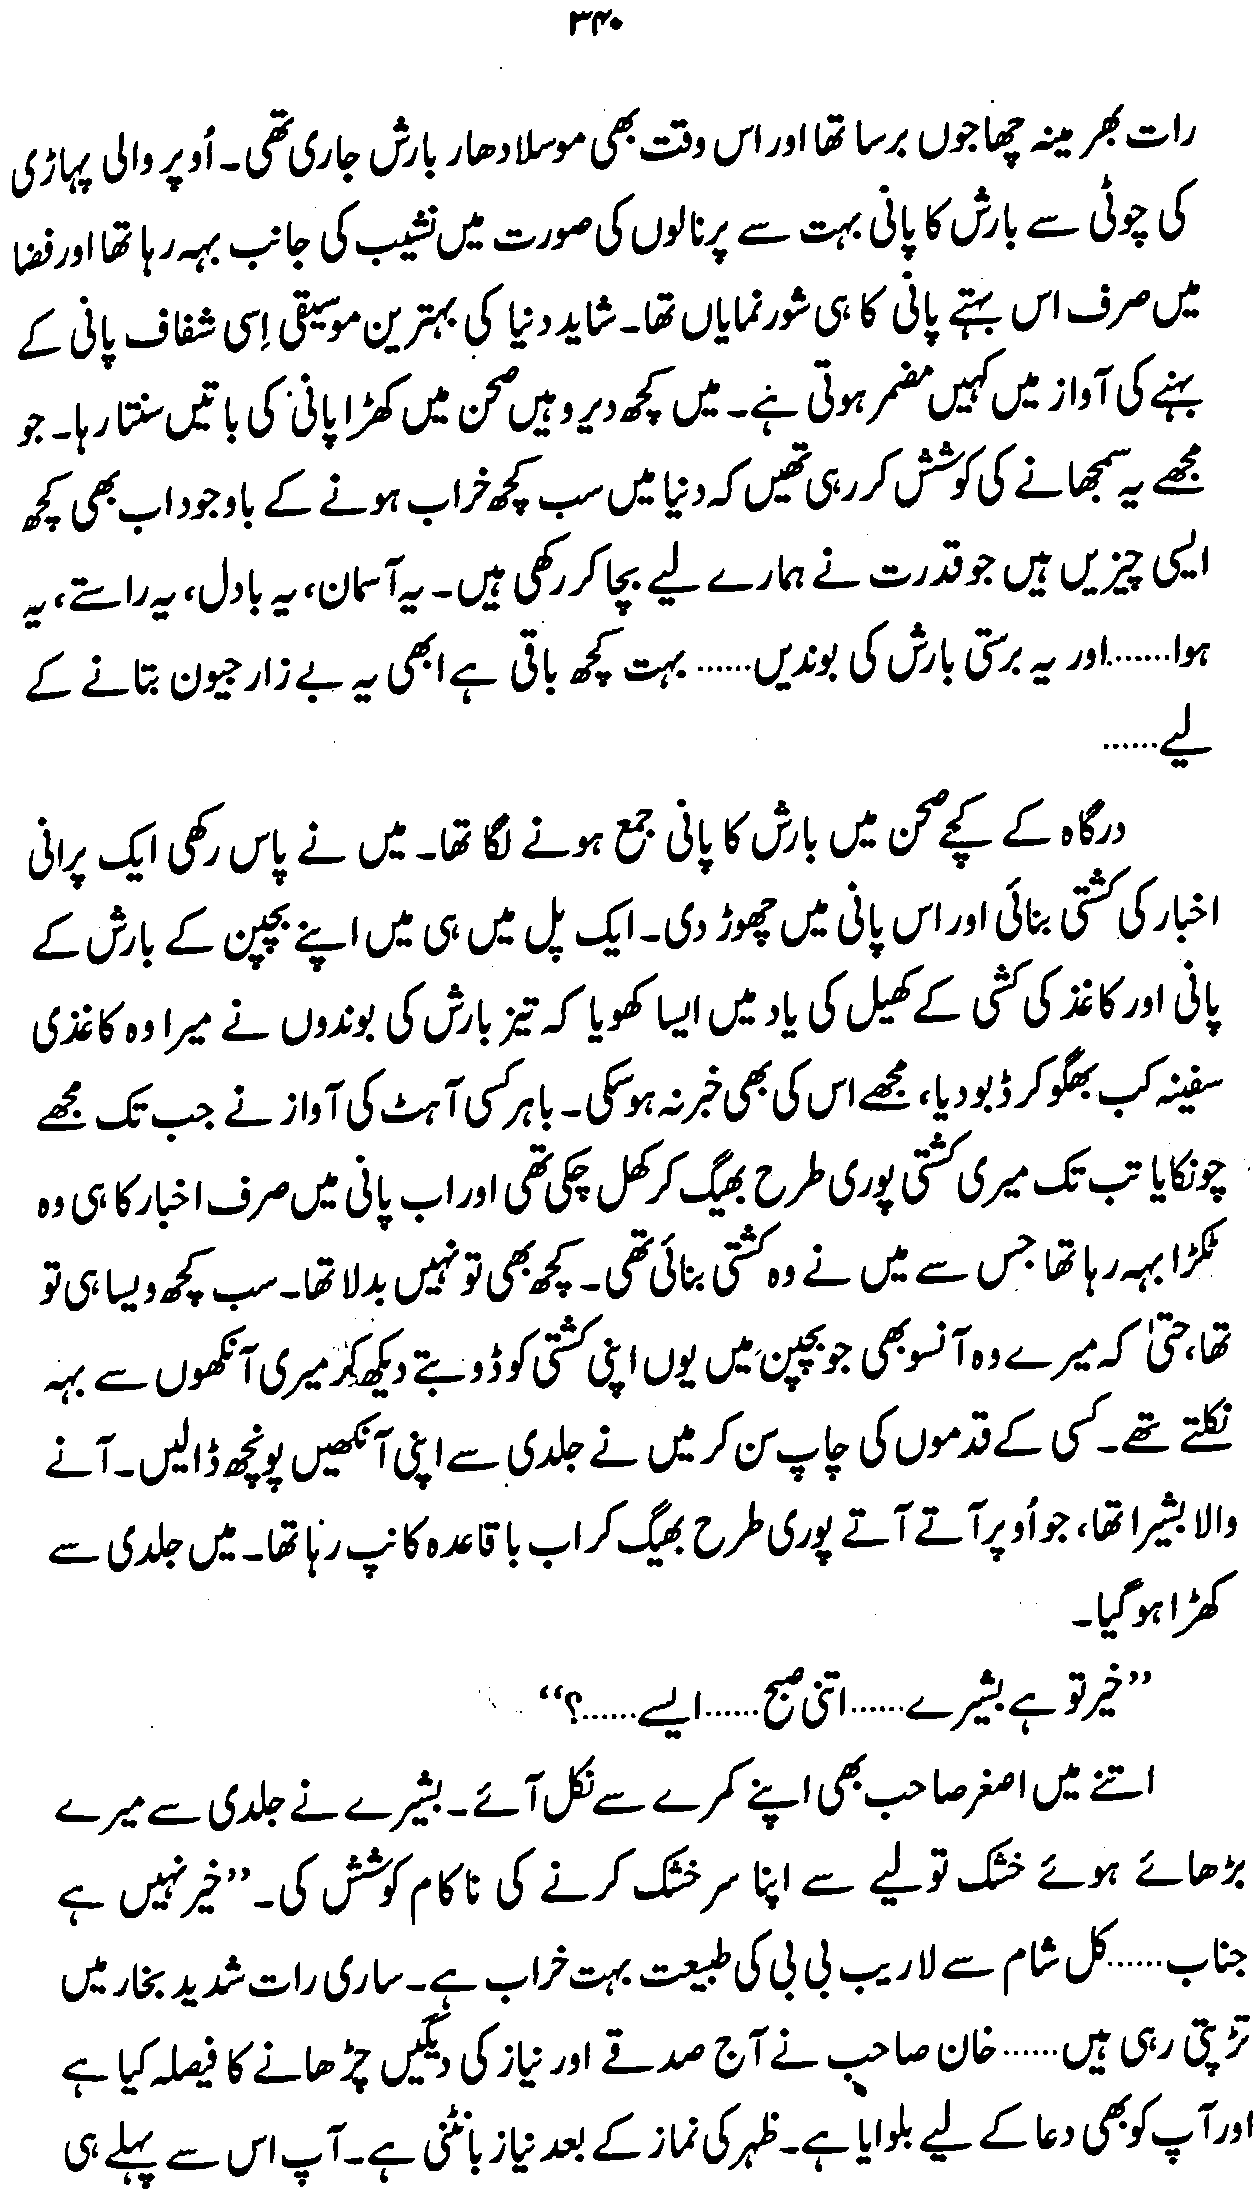 ۳۴۰
رات بھر مینہ چھاجوں برسا تھا اور اس وقت بھی موسلا دھار بارش جاری تھی۔ اُوپر والی پہاڑی
کی چوٹی سے بارش کا پانی بہت سے پرنالوں کی صورت میں نشیب کی جانب بہہ رہا تھا اور فضا
میں صرف اس بہتے پانی کا ہی شور نمایاں تھا۔ شاید دنیا کی بہترین موسیقی اِسی شفاف پانی کے
بہنے کی آواز میں کہیں مضمر ہوتی ہے۔ میں کچھ دیر وہیں صحن میں کھڑا پانی کی باتیں سنتا رہا۔ جو
مجھے یہ سمجھانے کی کوشش کر رہی تھیں کہ دنیا میں سب کچھ خراب ہونے کے باوجود اب بھی کچھ
ایسی چیزیں ہیں جو قدرت نے ہمارے لیے بچا کر رکھی ہیں۔ یہ آسمان، یہ بادل، یہ راستے، یہ
ہوا.......اور یہ برستی بارش کی بوندیں...... بہت کچھ باقی ہے ابھی یہ بے زار جیون بتانے کے
لیے......
درگاہ کے کچے صحن میں بارش کا پانی جمع ہونے لگا تھا۔ میں نے پاس رکھی ایک پرانی
اخبار کی کشتی بنائی اور اس پانی میں چھوڑ دی۔ ایک پل میں ہی میں اپنے بچپن کے بارش کے
پانی اور کاغذ کی کشی کے کھیل کی یاد میں ایسا کھویا کہ تیز بارش کی بوندوں نے میرا وہ کاغذی
سفینہ کب بھگو کر ڈبو دیا، مجھے اس کی بھی خبر نہ ہو سکی۔ باہر کسی آہٹ کی آواز نے جب تک مجھے
چونکایا تب تک میری کشتی پوری طرح بھیگ کر کھل چکی تھی اور اب پانی میں صرف اخبار کا ہی وہ
ٹکڑا بہہ رہا تھا جس سے میں نے وہ کشتی بنائی تھی۔ کچھ بھی تو نہیں بدلا تھا۔ سب کچھ ویسا ہی تو
تھا، حتیٰ کہ میرے وہ آنسو بھی جو بچپن میں یوں اپنی کشتی کو ڈوبتے دیکھ کر میری آنکھوں سے بہہ
نکلتے تھے۔ کسی کے قدموں کی چاپ سن کر میں نے جلدی سے اپنی آنکھیں پونچھ ڈالیں۔ آنے
والا بشیرا تھا، جو اُوپر آتے آتے پوری طرح بھیگ کر اب باقاعدہ کانپ رہا تھا۔ میں جلدی سے
کھڑا ہو گیا۔
”خیر تو ہے بشیرے......اتنی صبح......ایسے......؟“
اتنے میں اصغر صاحب بھی اپنے کمرے سے نکل آئے۔ بشیرے نے جلدی سے میرے
بڑھائے ہوئے خشک تولیے سے اپنا سر خشک کرنے کی ناکام کوشش کی۔ ”خیر نہیں ہے
جناب......کل شام سے لاریب بی بی کی طبیعت بہت خراب ہے۔ ساری رات شدید بخار میں
تڑپتی رہی ہیں......خان صاحب نے آج صدقے اور نیاز کی دیگیں چڑھانے کا فیصلہ کیا ہے
اور آپ کو بھی دعا کے لیے بلوایا ہے۔ ظہر کی نماز کے بعد نیاز بانٹنی ہے۔ آپ اس سے پہلے ہی